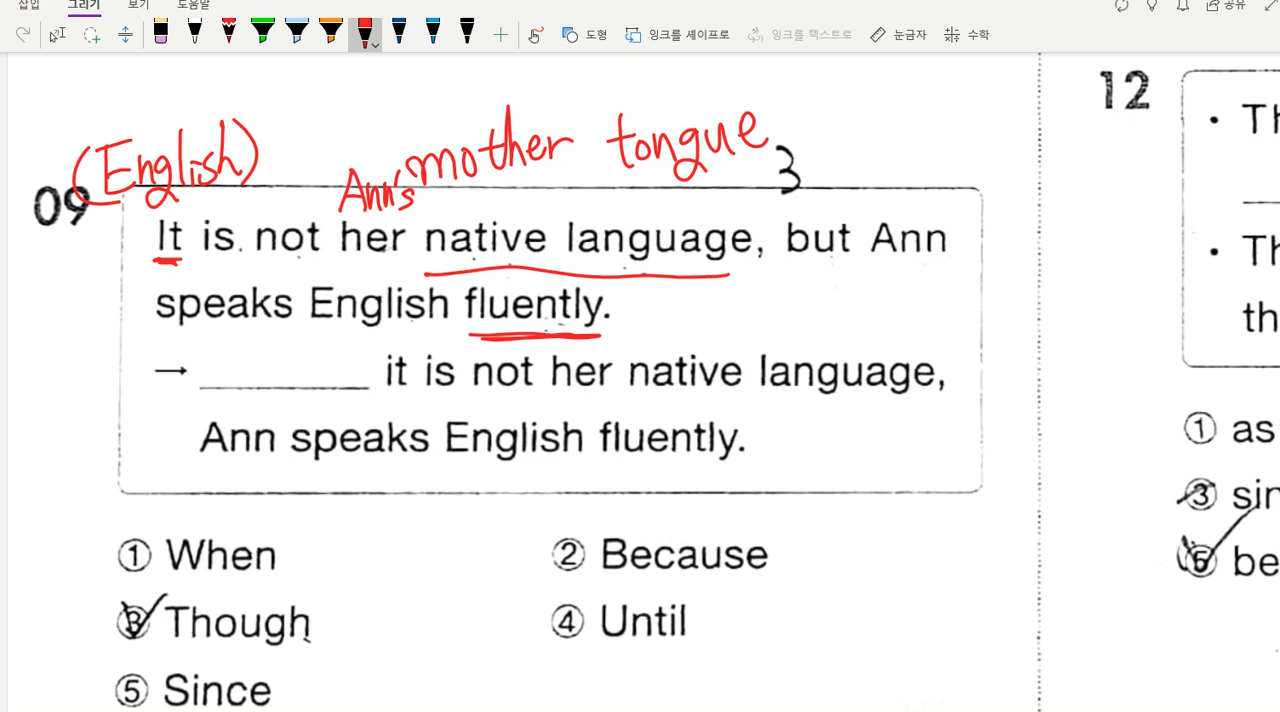 삽입 그리기 보기 도움말
공유
도형 잉크를 셰이프로 잉크를 텍스트로 눈금자 수학
(English) Ann's mother tongue
3
09
It is not her native language, but Ann
speaks English fluently.
→ ________ it is not her native language,
Ann speaks English fluently.
① When ② Because
③ Though ④ Until
⑤ Since
12
• Th
• Th
th
① as
③ sin
⑤ be